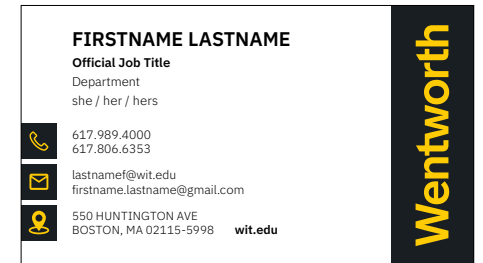 FIRSTNAME LASTNAME
Official Job Title
Department
she / her / hers
617.989.4000
617.806.6353
lastnamef@wit.edu
firstname.lastname@gmail.com
550 HUNTINGTON AVE
BOSTON, MA 02115-5998 wit.edu
Wentworth